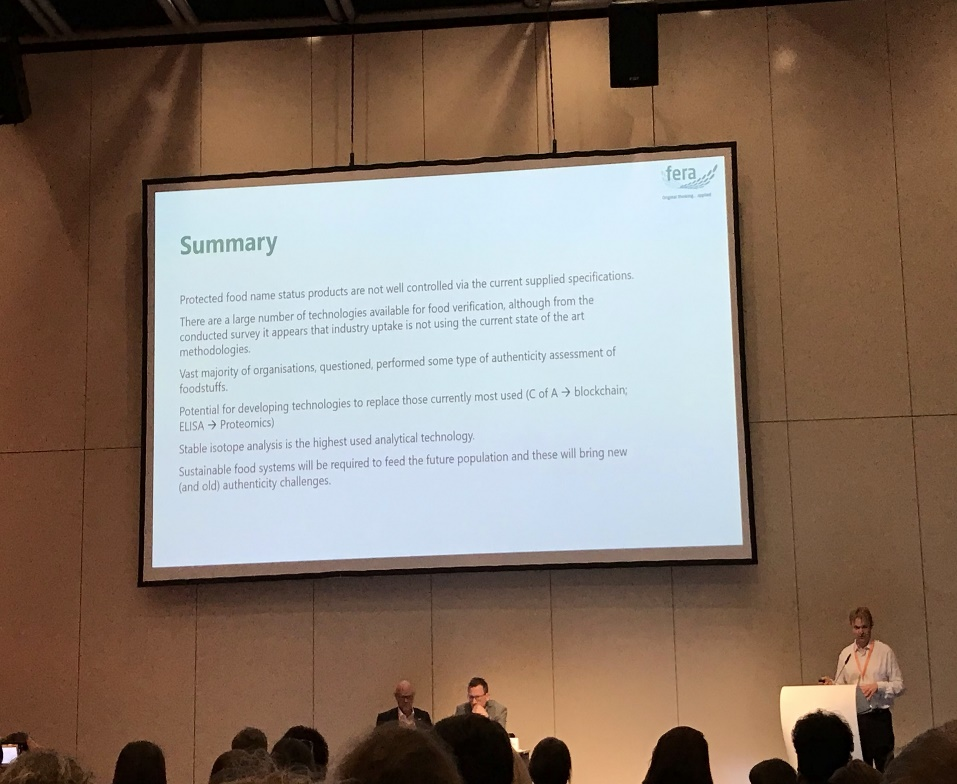 fera
Summary
Protected food name status products are not well controlled via the current supplied specifications.
There are a large number of technologies available for food verification, although from the
conducted survey it appears that industry uptake is not using the current state of the art
methodologies.
Vast majority of organisations, questioned, performed some type of authenticity assessment of
foodstuffs.
Potential for developing technologies to replace those currently most used (C of A → blockchain;
ELISA → Proteomics)
Stable isotope analysis is the highest used analytical technology.
Sustainable food systems will be required to feed the future population and these will bring new
(and old) authenticity challenges.